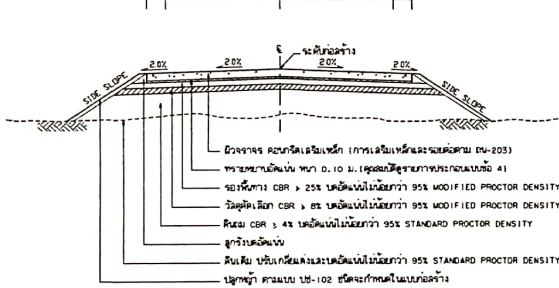 ℄
ระดับก่อสร้าง
2.0% 2.0% 2.0% 2.0%
SIDE SLOPE SIDE SLOPE
ผิวจราจร คอนกรีตเสริมเหล็ก (การเสริมเหล็กและรอยต่อตาม ถน-203)
ทรายหยาบอัดแน่น หนา 0.10 ม. (คุณสมบัติดูรายการประกอบแบบข้อ 4)
รองพื้นทาง CBR ≥ 25% บดอัดแน่นไม่น้อยกว่า 95% MODIFIED PROCTOR DENSITY
วัสดุคัดเลือก CBR ≥ 8% บดอัดแน่นไม่น้อยกว่า 95% MODIFIED PROCTOR DENSITY
ดินถม CBR ≥ 4% บดอัดแน่นไม่น้อยกว่า 95% STANDARD PROCTOR DENSITY
ลูกรังบดอัดแน่น
ดินเดิม ปรับเกลี่ยแต่งและบดอัดแน่นไม่น้อยกว่า 95% STANDARD PROCTOR DENSITY
ปลูกหญ้า ตามแบบ ปช-102 ชนิดจะกำหนดในแบบก่อสร้าง